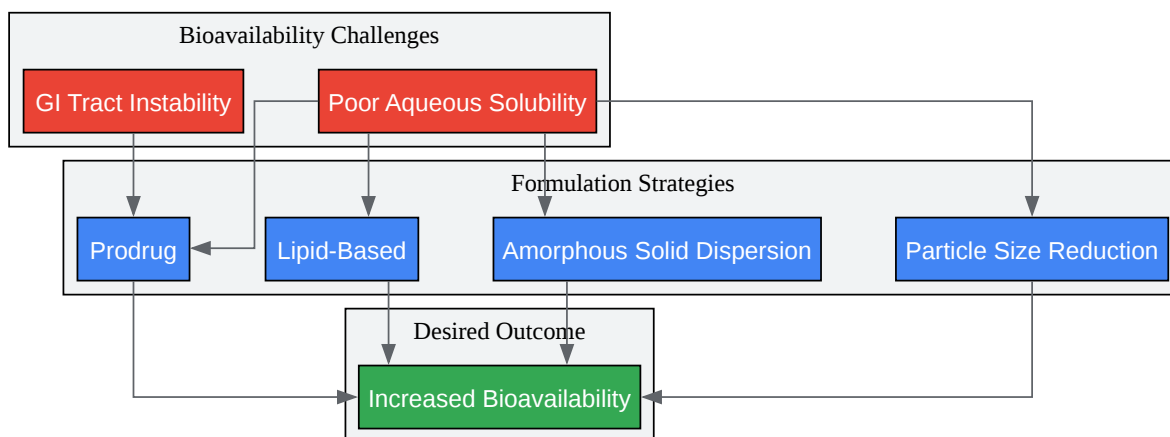 Bioavailability Challenges
GI Tract Instability
Poor Aqueous Solubility
Formulation Strategies
Prodrug
Lipid-Based
Amorphous Solid Dispersion
Particle Size Reduction
Desired Outcome
Increased Bioavailability